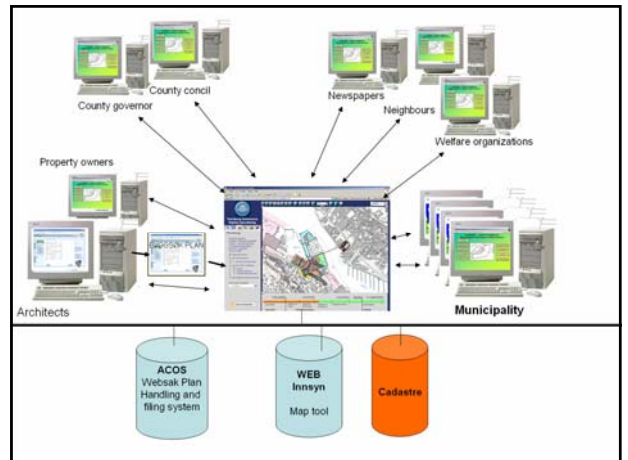 County governor
County concil
Newspapers
Neighbours
Welfare organizations
Property owners
Architects
Municipality
ACOS
Websak Plan
Handling and
filing system
WEB
Innsyn
Map tool
Cadastre